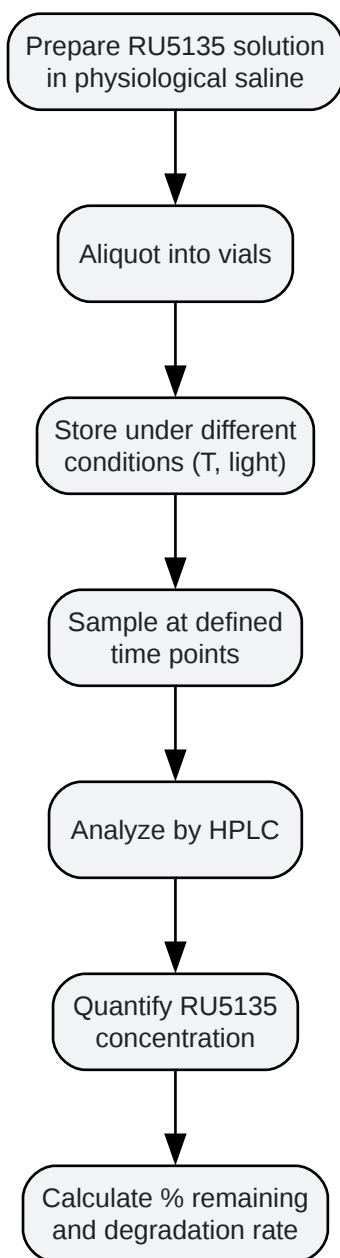 Prepare RU5135 solution
in physiological saline
Aliquot into vials
Store under different
conditions (T, light)
Sample at defined
time points
Analyze by HPLC
Quantify RU5135
concentration
Calculate % remaining
and degradation rate